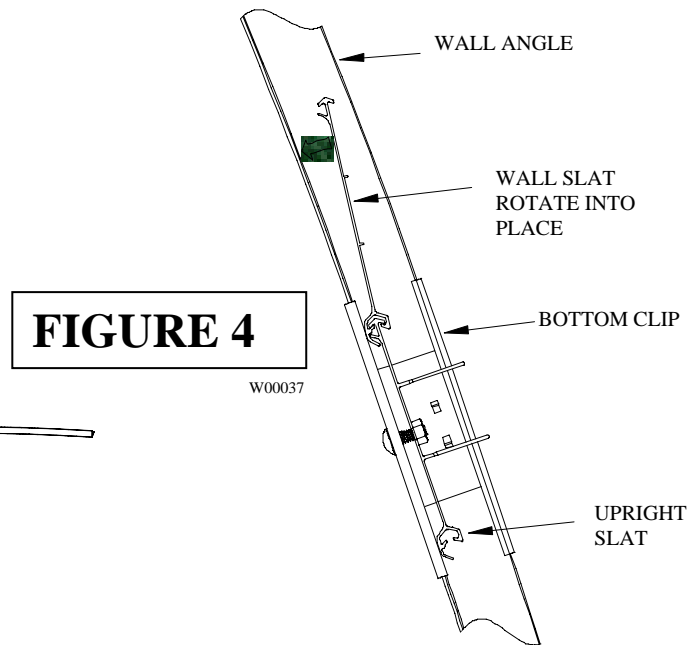 WALL ANGLE
WALL SLAT
ROTATE INTO
PLACE
FIGURE 4
BOTTOM CLIP
W00037
UPRIGHT
SLAT